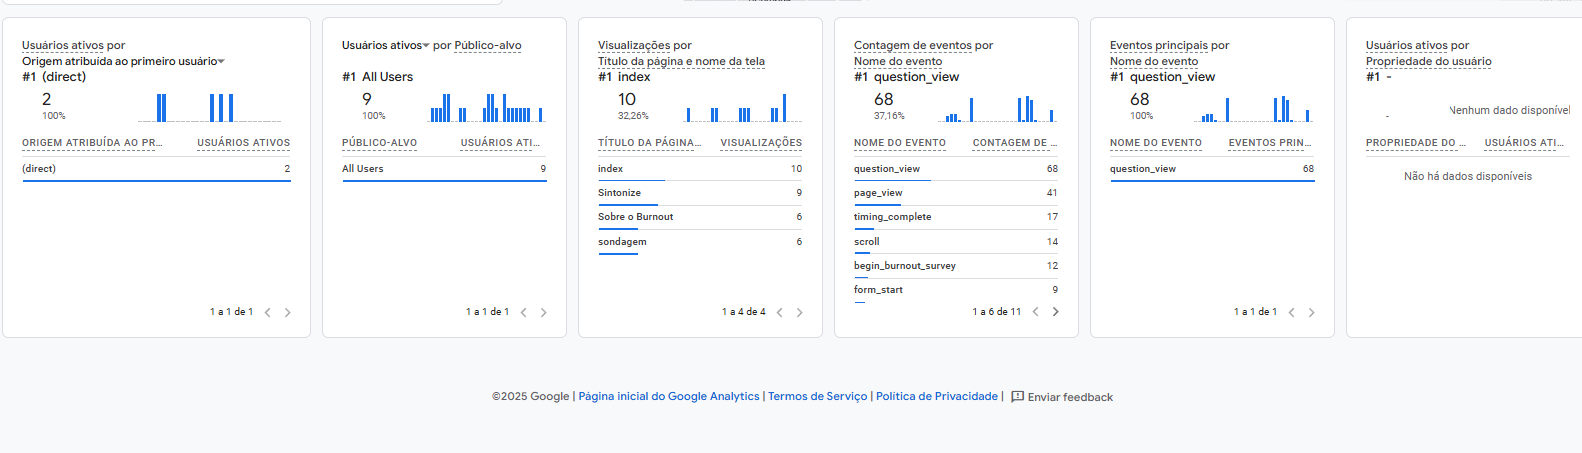 Usuários ativos por
Origem atribuída ao primeiro usuário
#1 (direct)
2
100%
ORIGEM ATRIBUÍDA AO PR… USUÁRIOS ATIVOS
(direct) 2
1 a 1 de 1
Usuários ativos por Público-alvo
#1 All Users
9
100%
PÚBLICO-ALVO USUÁRIOS ATI…
All Users 9
1 a 1 de 1
Visualizações por
Título da página e nome da tela
#1 index
10
32,26%
TÍTULO DA PÁGINA… VISUALIZAÇÕES
index 10
Sintonize 9
Sobre o Burnout 6
sondagem 6
1 a 4 de 4
Contagem de eventos por
Nome do evento
#1 question_view
68
37,16%
NOME DO EVENTO CONTAGEM DE …
question_view 68
page_view 41
timing_complete 17
scroll 14
begin_burnout_survey 12
form_start 9
1 a 6 de 11
Eventos principais por
Nome do evento
#1 question_view
68
100%
NOME DO EVENTO EVENTOS PRIN…
question_view 68
1 a 1 de 1
Usuários ativos por
Propriedade do usuário
#1 -
-
Nenhum dado disponível
PROPRIEDADE DO … USUÁRIOS ATI…
Não há dados disponíveis
©2025 Google | Página inicial do Google Analytics | Termos de Serviço | Política de Privacidade | Enviar feedback